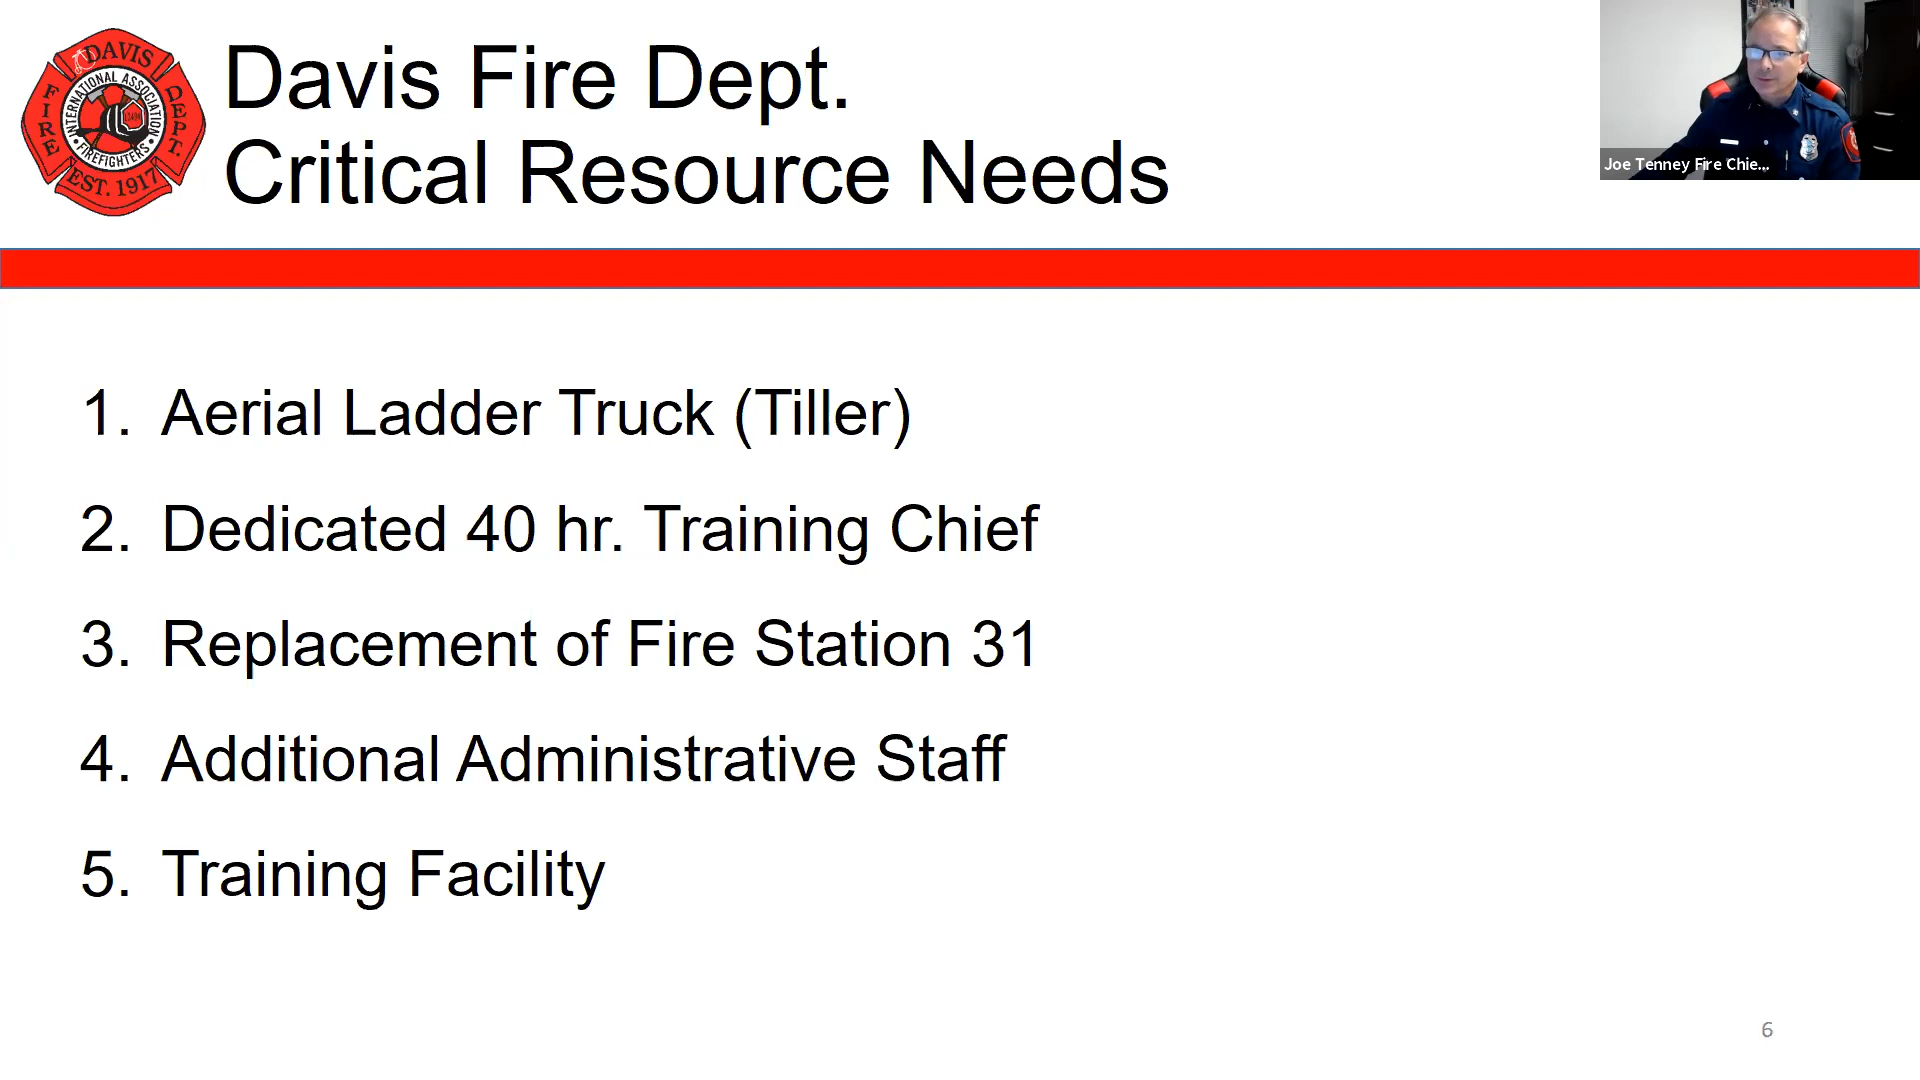 Davis Fire Dept.
Critical Resource Needs
DAVIS
FIRE
DEPT.
INTERNATIONAL ASSOCIATION
FIREFIGHTERS
EST. 1917
Joe Tenney Fire Chie...
1. Aerial Ladder Truck (Tiller)
2. Dedicated 40 hr. Training Chief
3. Replacement of Fire Station 31
4. Additional Administrative Staff
5. Training Facility
6